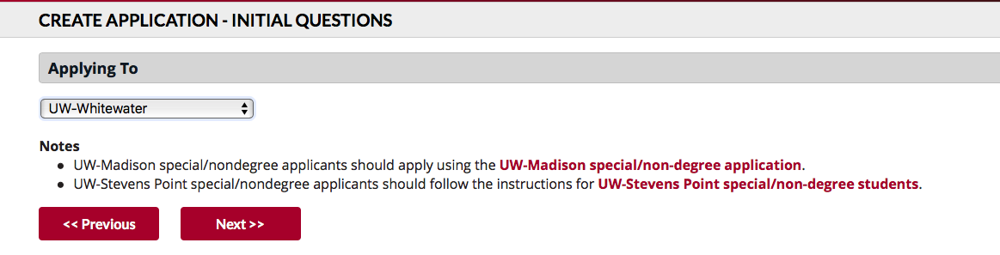 CREATE APPLICATION - INITIAL QUESTIONS
Applying To
UW-Whitewater
Notes
• UW-Madison special/nondegree applicants should apply using the UW-Madison special/non-degree application.
• UW-Stevens Point special/nondegree applicants should follow the instructions for UW-Stevens Point special/non-degree students.
<< Previous
Next >>